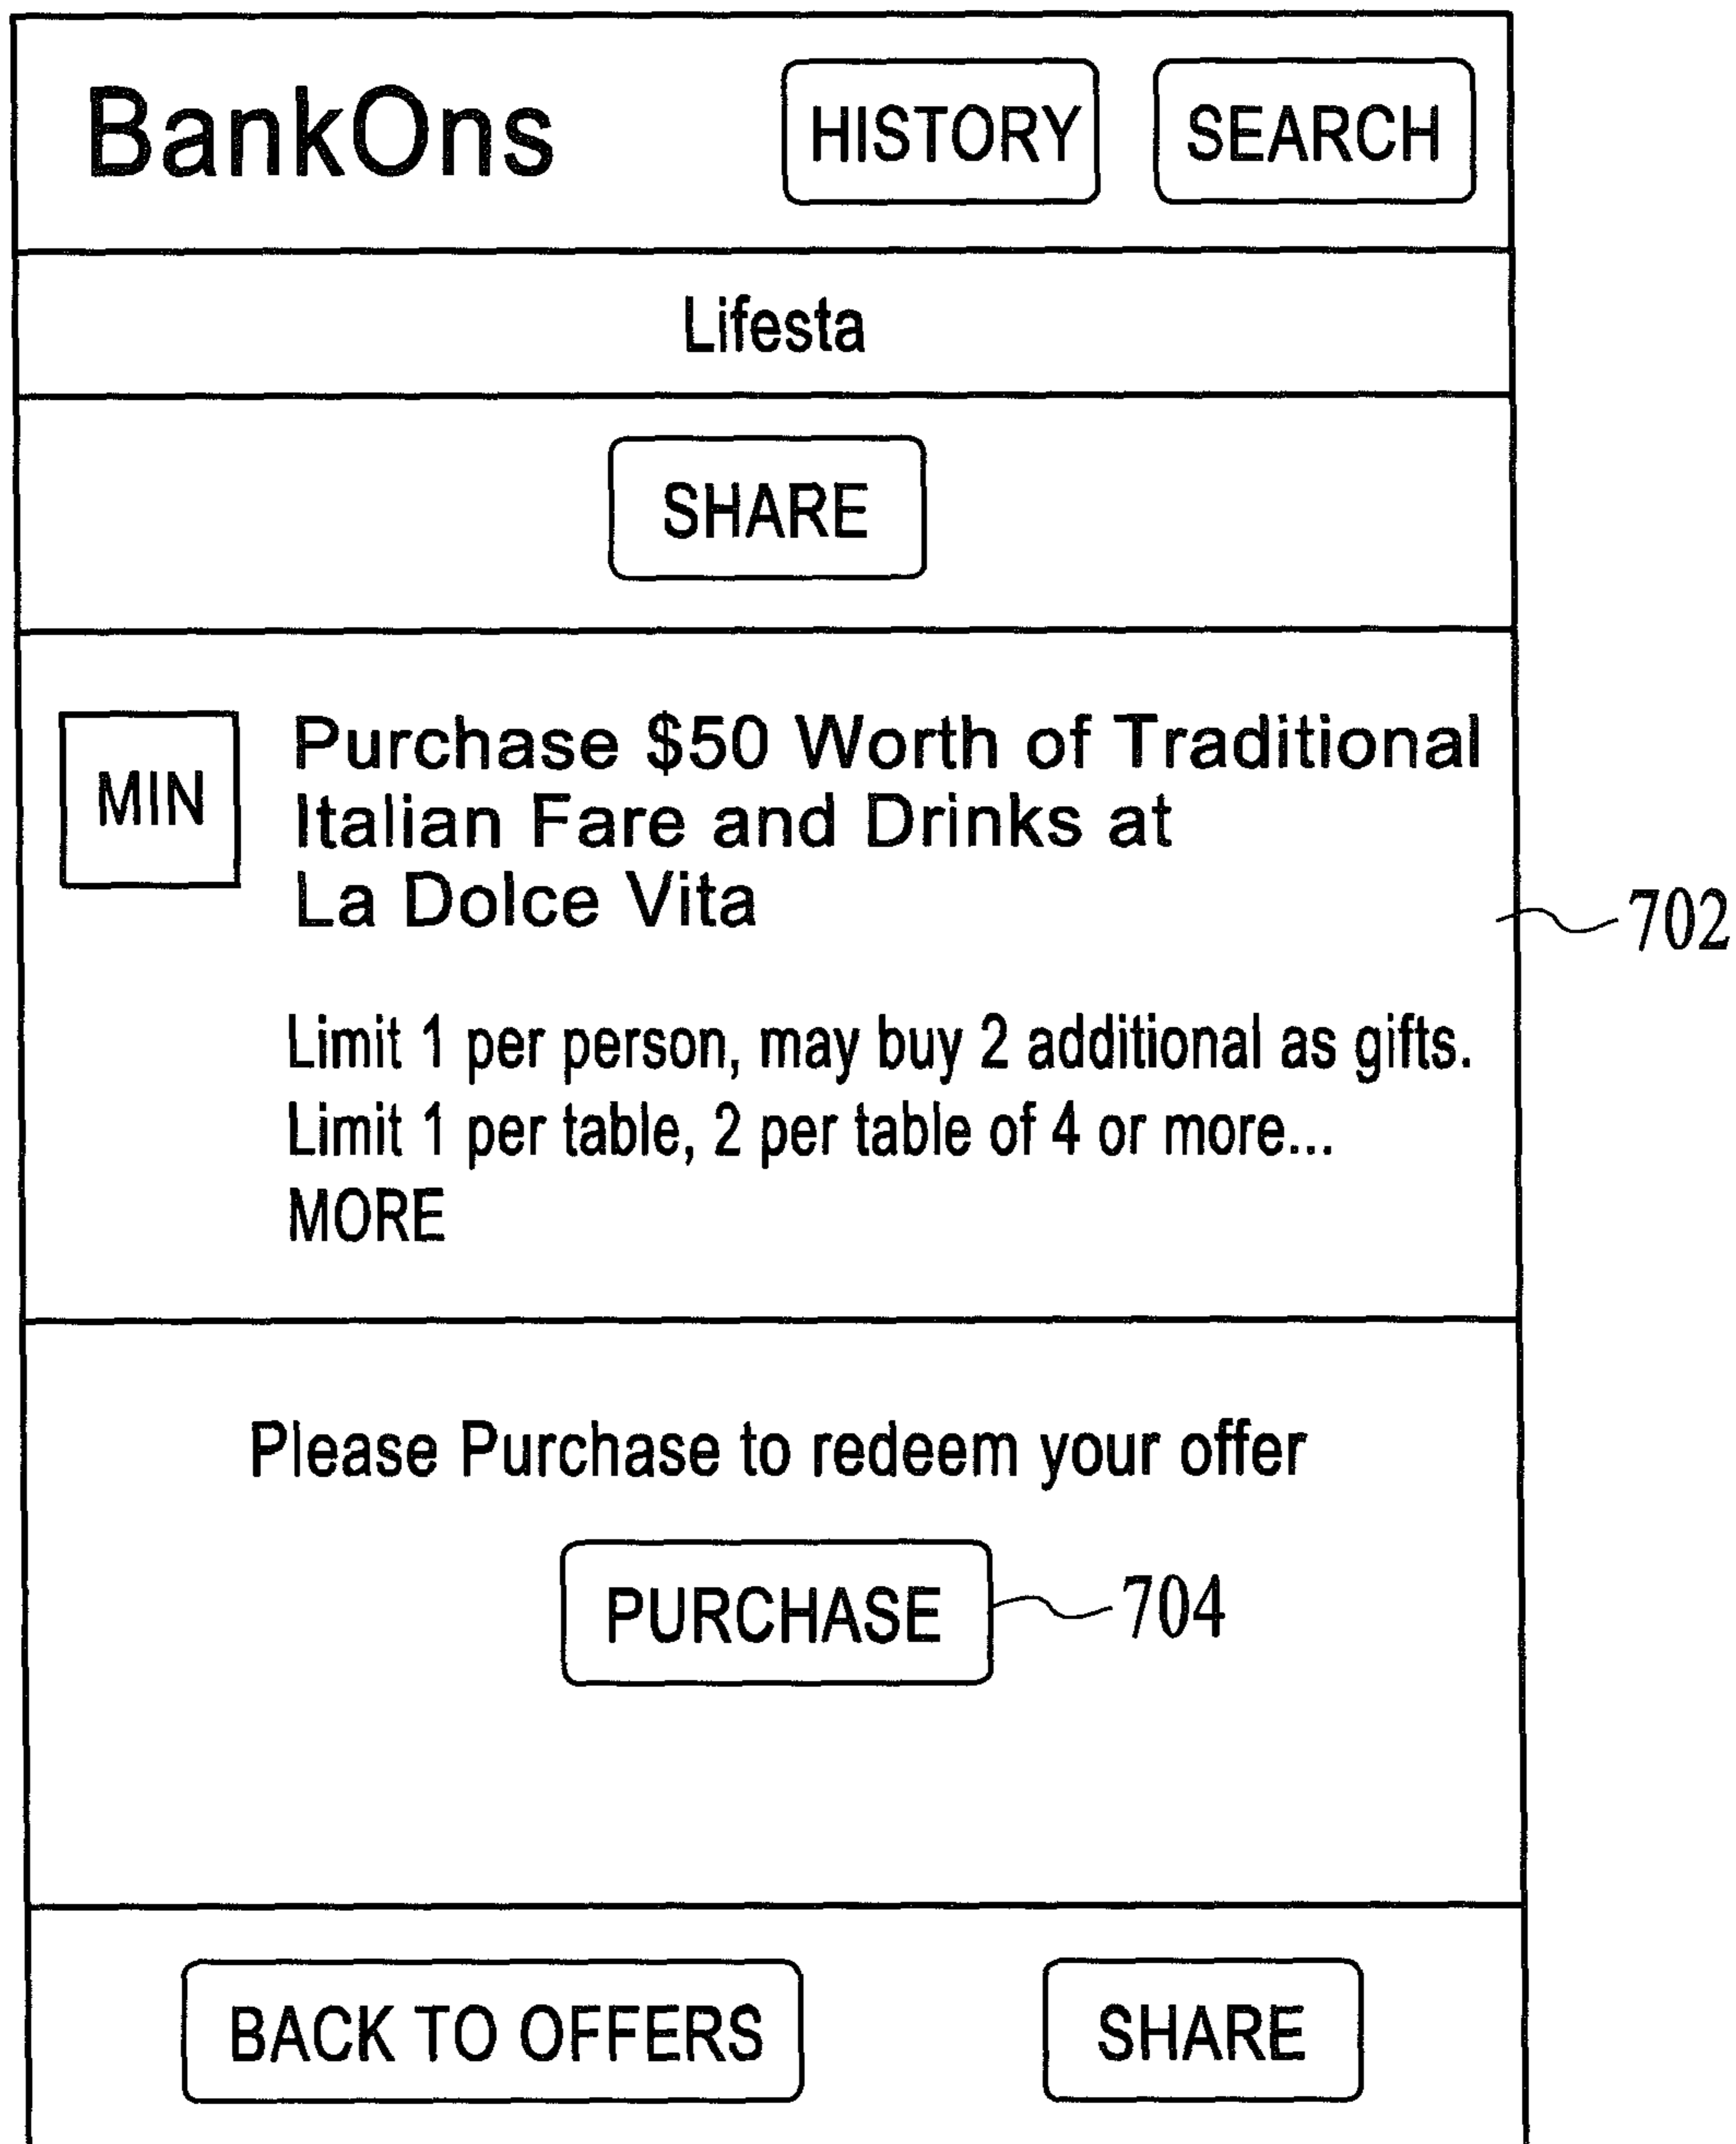 BankOns HISTORY SEARCH
Lifesta
SHARE
MIN
Purchase $50 Worth of Traditional
Italian Fare and Drinks at
La Dolce Vita
702
Limit 1 per person, may buy 2 additional as gifts.
Limit 1 per table, 2 per table of 4 or more...
MORE
Please Purchase to redeem your offer
PURCHASE 704
BACK TO OFFERS SHARE